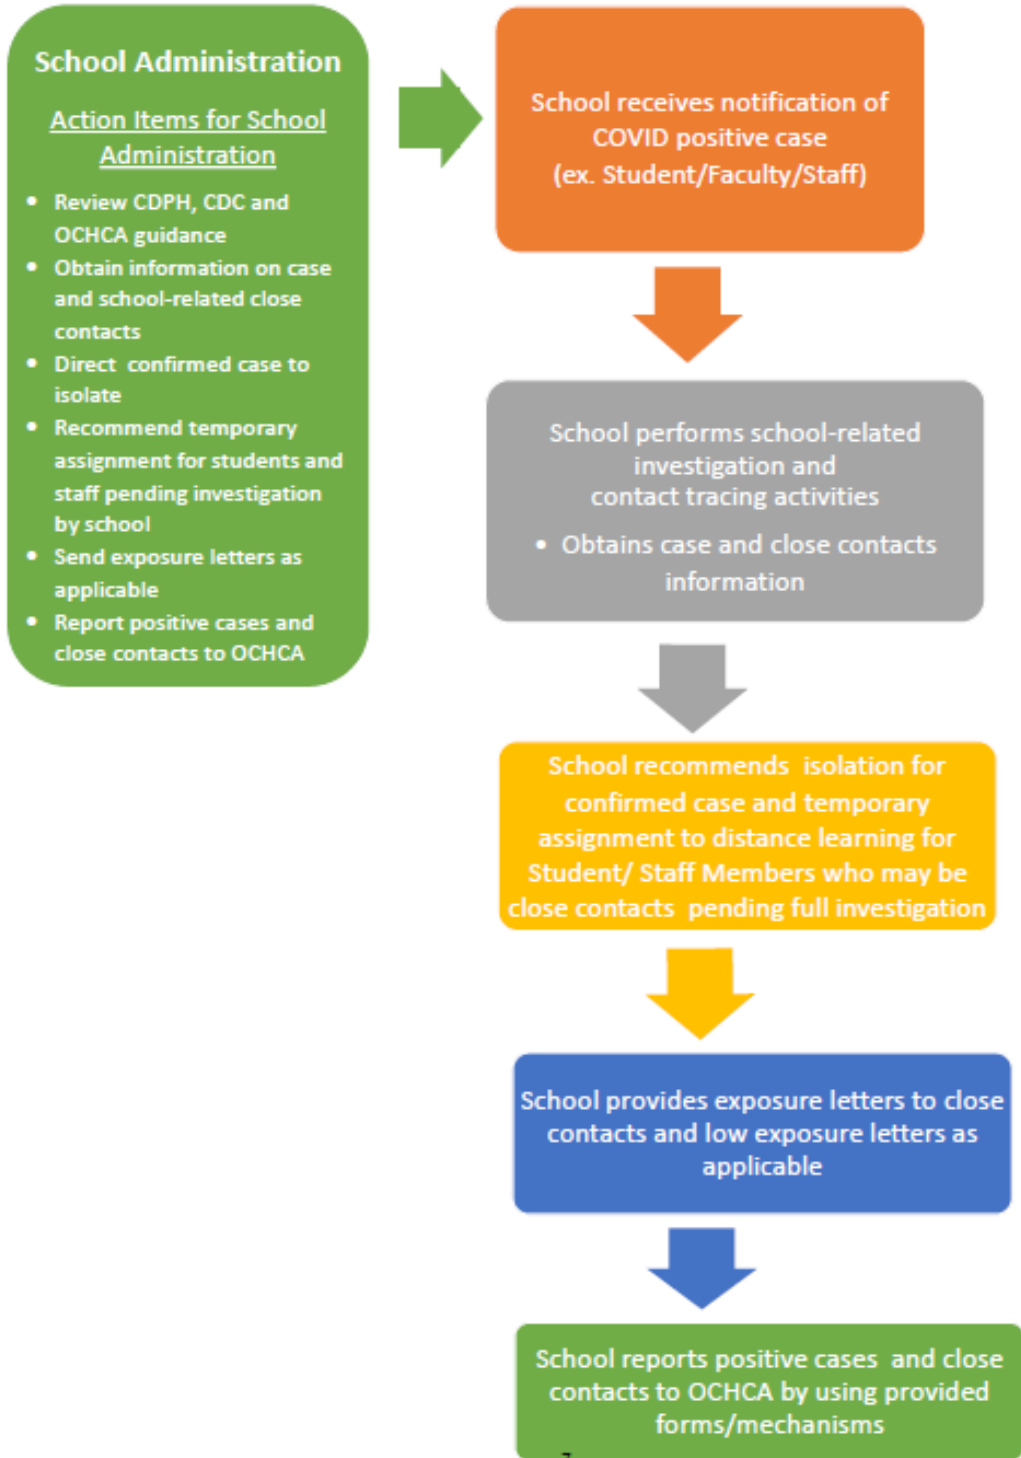 School Administration
Action Items for School
Administration
• Review CDPH, CDC and
OCHCA guidance
• Obtain information on case
and school-related close
contacts
• Direct confirmed case to
isolate
• Recommend temporary
assignment for students and
staff pending investigation
by school
• Send exposure letters as
applicable
• Report positive cases and
close contacts to OCHCA
School receives notification of
COVID positive case
(ex. Student/Faculty/Staff)
School performs school-related
investigation and
contact tracing activities
• Obtains case and close contacts
information
School recommends isolation for
confirmed case and temporary
assignment to distance learning for
Student/ Staff Members who may be
close contacts pending full investigation
School provides exposure letters to close
contacts and low exposure letters as
applicable
School reports positive cases and close
contacts to OCHCA by using provided
forms/mechanisms